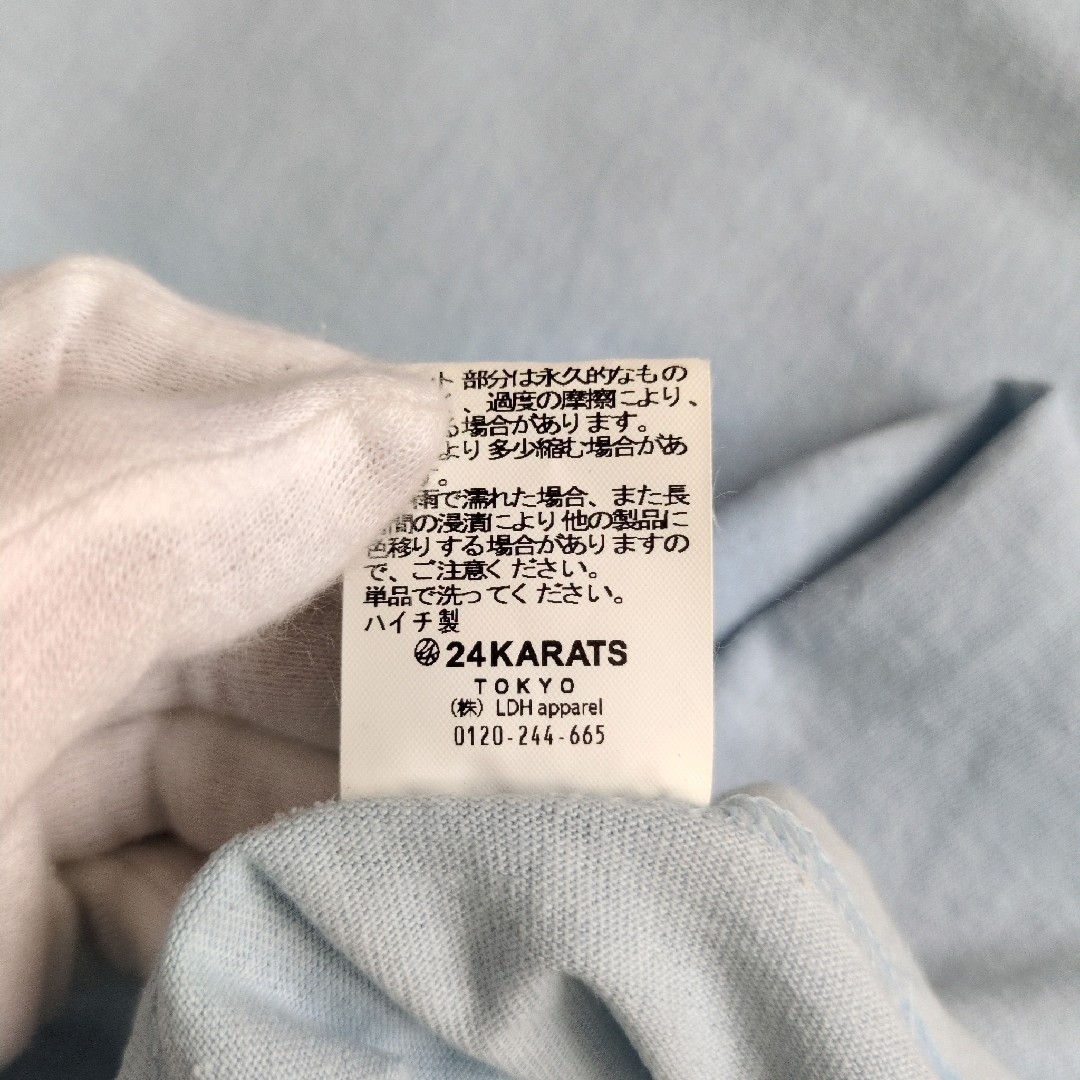 ト部分は永久的なもの
、過度の摩擦により、
る場合があります。
より多少縮む場合があ
。
雨で濡れた場合、また長
間の浸漬により他の製品に
色移りする場合がありますの
で、ご注意ください。
単品で洗ってください。
ハイチ製
24KARATS
TOKYO
(株) LDH apparel
0120-244-665